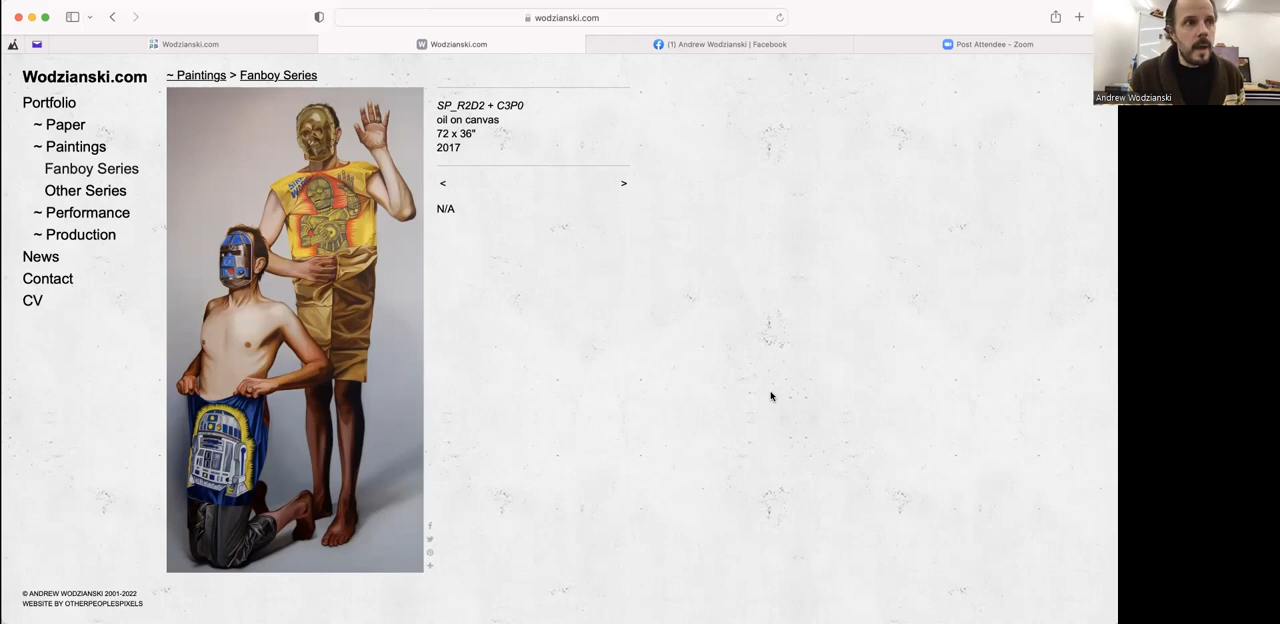 wodzianski.com
Wodzianski.com
W Wodzianski.com
(1) Andrew Wodzianski | Facebook
Post Attendee - Zoom
Andrew Wodzianski
Wodzianski.com
Portfolio
~ Paper
~ Paintings
Fanboy Series
Other Series
~ Performance
~ Production
News
Contact
CV
~ Paintings > Fanboy Series
SP_R2D2 + C3P0
oil on canvas
72 x 36"
2017
< >
N/A
© ANDREW WODZIANSKI 2001-2022
WEBSITE BY OTHERPEOPLESPIXELS